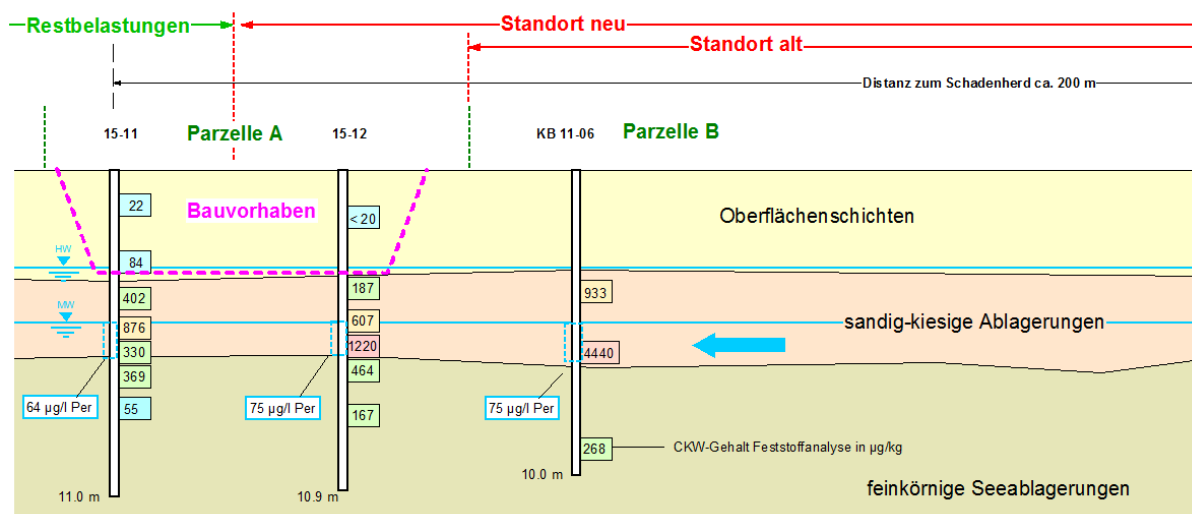 Restbelastungen
Standort neu
Standort alt
Distanz zum Schadenherd ca. 200 m
15-11
Parzelle A
15-12
KB 11-06
Parzelle B
22
Bauvorhaben
< 20
Oberflächenschichten
HW
84
187
402
933
MW
876
607
sandig-kiesige Ablagerungen
330
1220
4440
369
464
64 µg/l Per
55
75 µg/l Per
167
75 µg/l Per
268
CKW-Gehalt Feststoffanalyse in µg/kg
11.0 m
10.9 m
10.0 m
feinkörnige Seeablagerungen